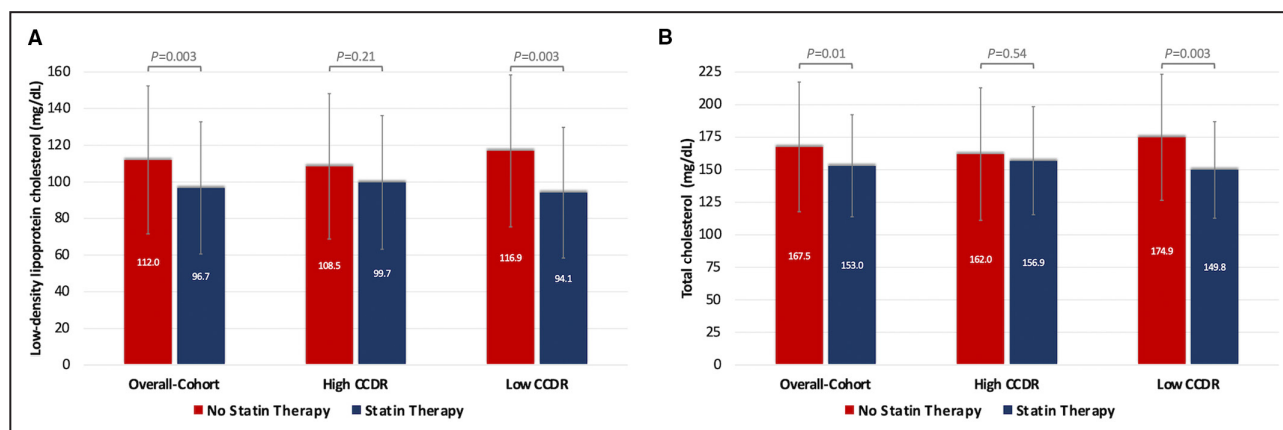 A
P=0.003
P=0.21
P=0.003
Low-density lipoprotein cholesterol (mg/dL)
160
140
120
100
80
60
40
20
0
112.0
96.7
108.5
99.7
116.9
94.1
Overall-Cohort
High CCDR
Low CCDR
No Statin Therapy
Statin Therapy
B
P=0.01
P=0.54
P=0.003
Total cholesterol (mg/dL)
225
200
175
150
125
100
75
50
25
0
167.5
153.0
162.0
156.9
174.9
149.8
Overall-Cohort
High CCDR
Low CCDR
No Statin Therapy
Statin Therapy